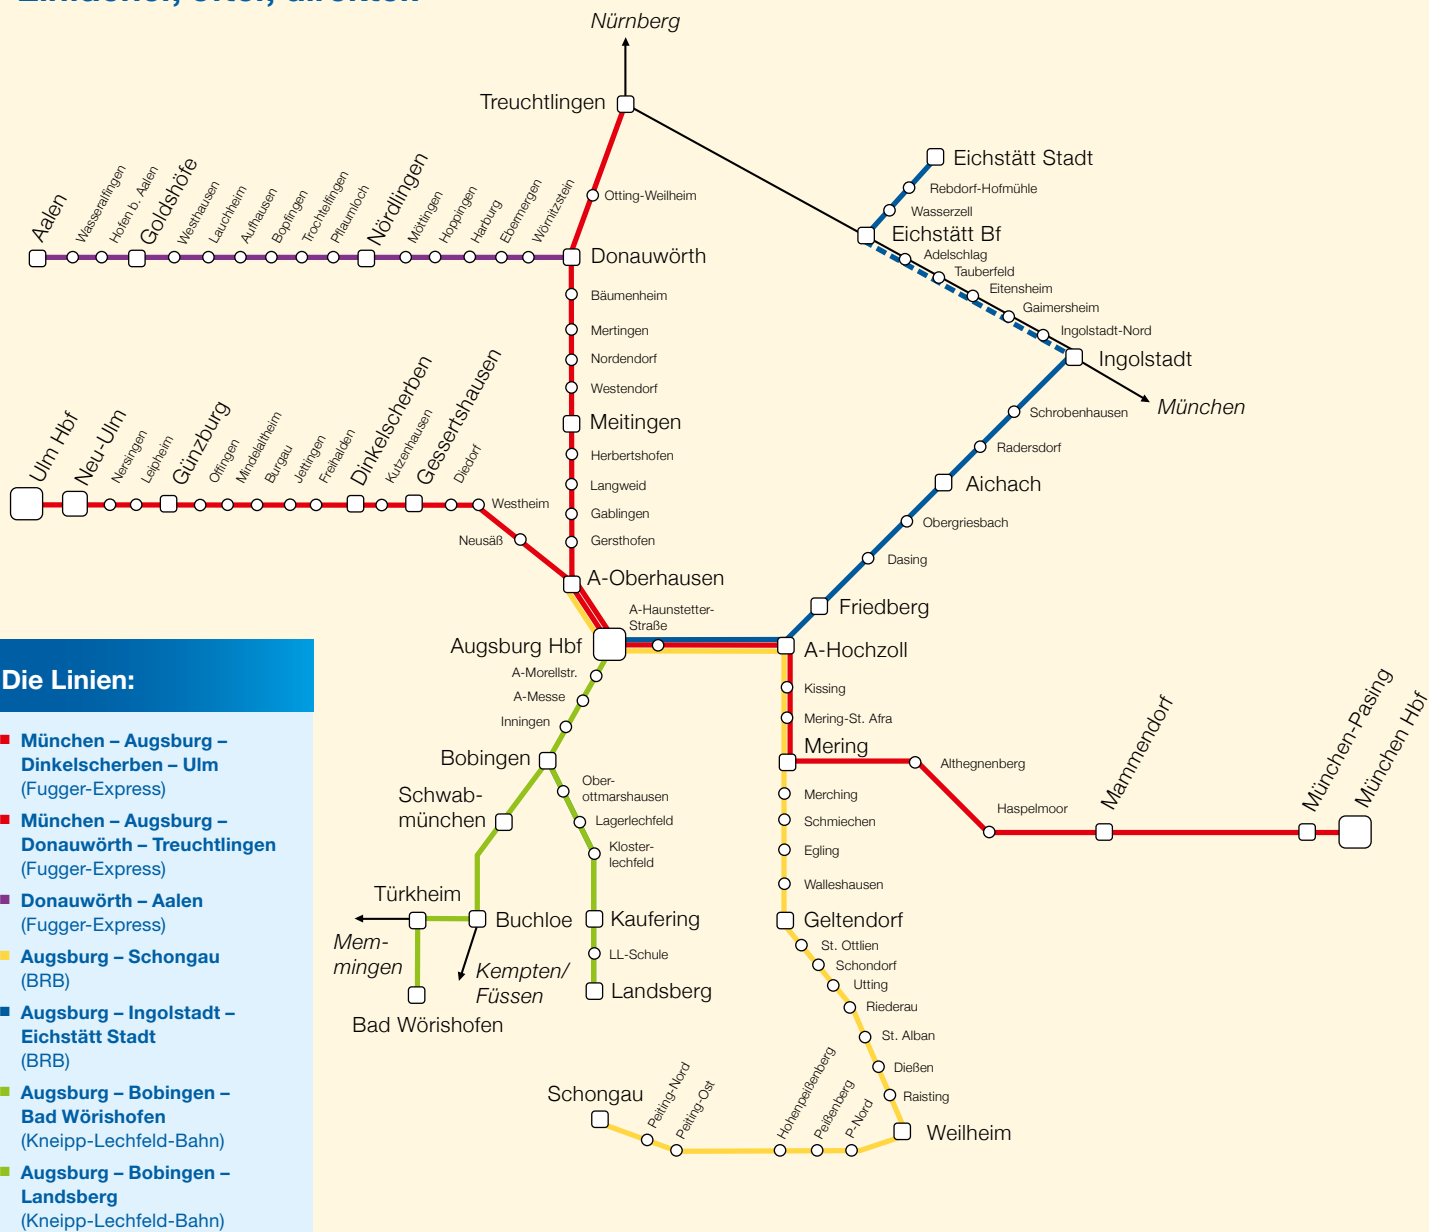 Einfacher, öfter, direkter.
Nürnberg
Treuchtlingen
Otting-Weilheim
Eichstätt Stadt
Rebdorf-Hofmühle
Wasserzell
Eichstätt Bf
Adelschlag
Tauberfeld
Eitensheim
Gaimersheim
Ingolstadt-Nord
Ingolstadt
München
Aalen
Wasseralfingen
Hofen b. Aalen
Goldshöfe
Westhausen
Lauchheim
Aufhausen
Bopfingen
Trochtelfingen
Pflaumloch
Nördlingen
Möttingen
Hoppingen
Harburg
Ebermergen
Wörnitzstein
Donauwörth
Bäumenheim
Mertingen
Nordendorf
Westendorf
Meitingen
Herbertshofen
Langweid
Gablingen
Gersthofen
A-Oberhausen
Schrobenhausen
Radersdorf
Aichach
Obergriesbach
Dasing
Friedberg
Ulm Hbf
Neu-Ulm
Nersingen
Leipheim
Günzburg
Offingen
Mindelaltheim
Burgau
Jettingen
Freihalden
Dinkelscherben
Kutzenhausen
Gessertshausen
Diedorf
Westheim
Neusäß
A-Haunstetter-
Straße
Augsburg Hbf
A-Hochzoll
A-Morellstr.
A-Messe
Inningen
Bobingen
Schwab-
münchen
Türkheim
Buchloe
Mem-
mingen
Kempten/
Füssen
Bad Wörishofen
Ober-
ottmarshausen
Lagerlechfeld
Kloster-
lechfeld
Kaufering
LL-Schule
Landsberg
Kissing
Mering-St. Afra
Mering
Althegnenberg
Haspelmoor
Mammendorf
München-Pasing
München Hbf
Merching
Schmiechen
Egling
Walleshausen
Geltendorf
St. Ottlien
Schondorf
Utting
Riederau
St. Alban
Dießen
Raisting
Weilheim
P-Nord
Peißenberg
Hohenpeißenberg
Peiting-Ost
Peiting-Nord
Schongau
Die Linien:
München – Augsburg –
Dinkelscherben – Ulm
(Fugger-Express)
München – Augsburg –
Donauwörth – Treuchtlingen
(Fugger-Express)
Donauwörth – Aalen
(Fugger-Express)
Augsburg – Schongau
(BRB)
Augsburg – Ingolstadt –
Eichstätt Stadt
(BRB)
Augsburg – Bobingen –
Bad Wörishofen
(Kneipp-Lechfeld-Bahn)
Augsburg – Bobingen –
Landsberg
(Kneipp-Lechfeld-Bahn)